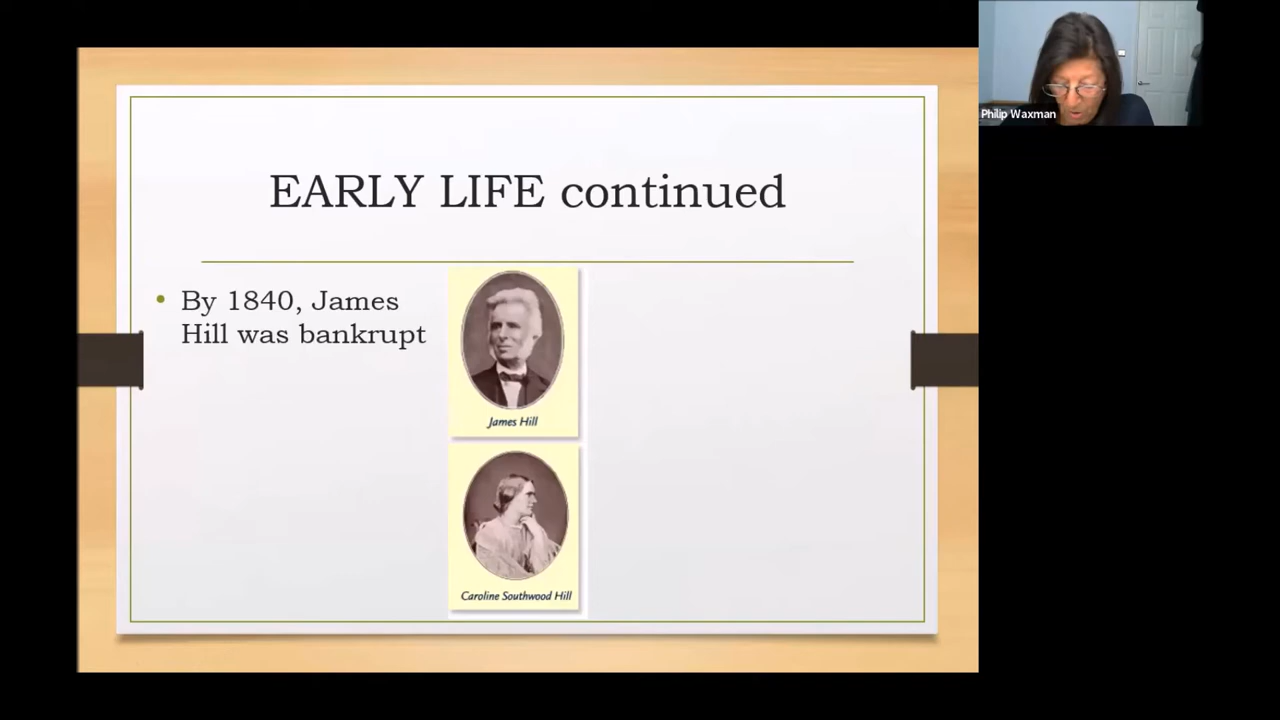 EARLY LIFE continued
• By 1840, James
Hill was bankrupt
James Hill
Caroline Southwood Hill
Philip Waxman